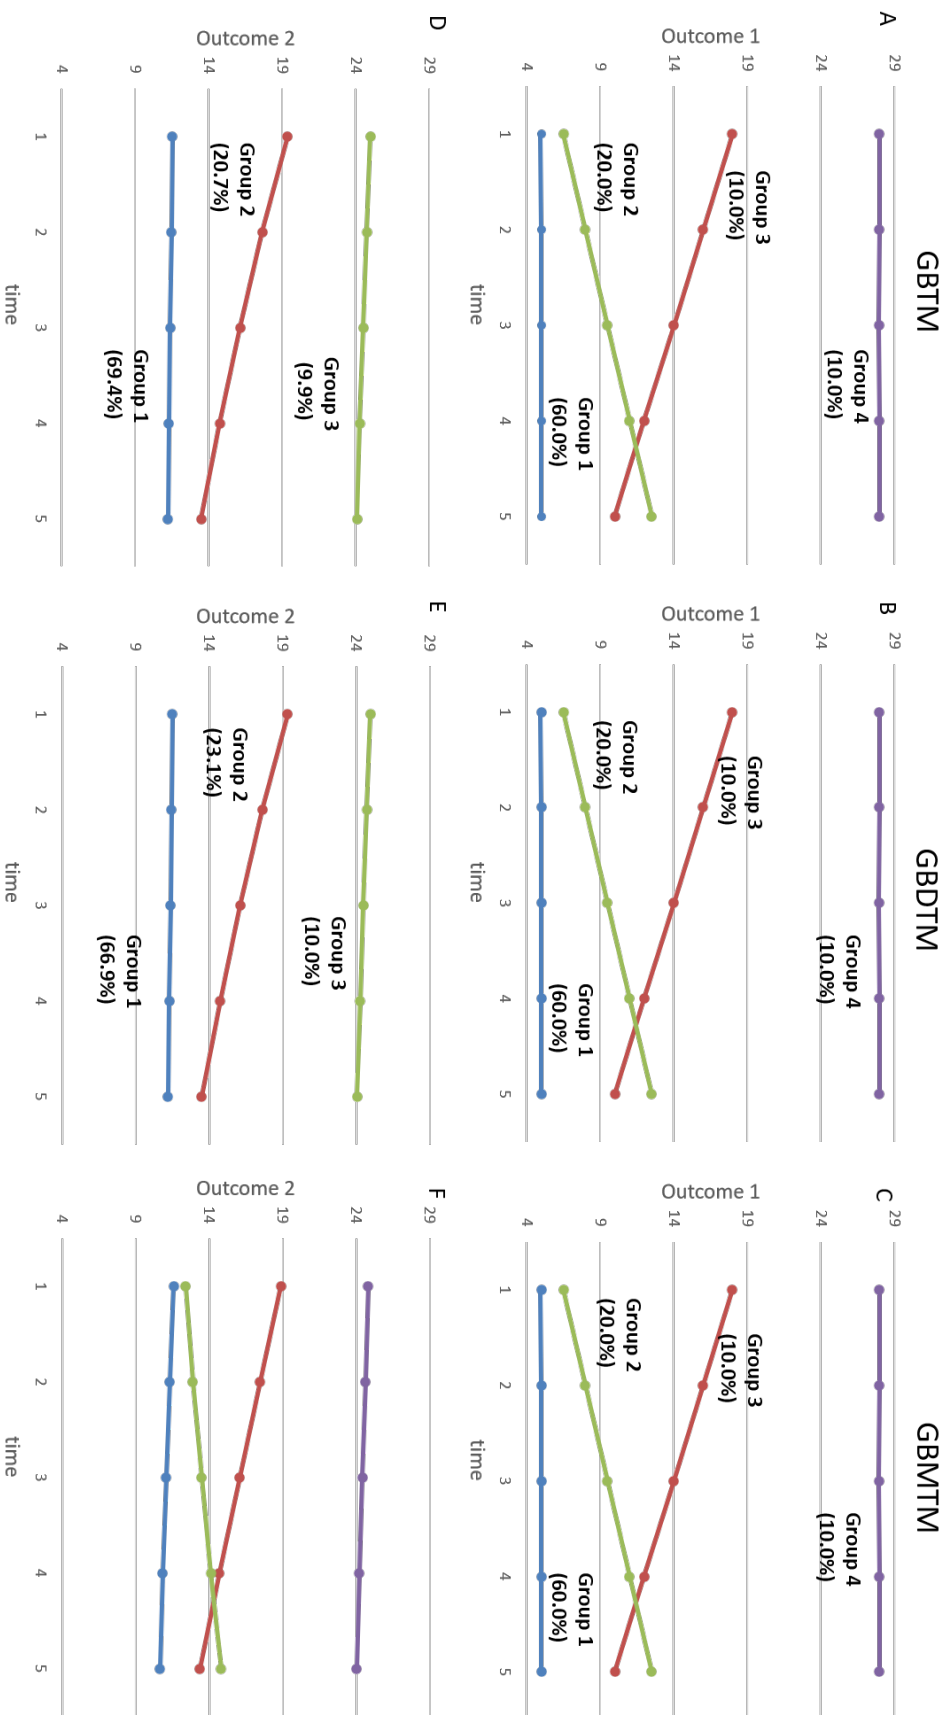 GBTM
GBDTM
GBMTM
A
29
24
19
14
9
4
Outcome 1
Group 4
(10.0%)
Group 3
(10.0%)
Group 2
(20.0%)
Group 1
(60.0%)
1 2 3 4 5
time
B
29
24
19
14
9
4
Outcome 1
Group 4
(10.0%)
Group 3
(10.0%)
Group 2
(20.0%)
Group 1
(60.0%)
1 2 3 4 5
time
C
29
24
19
14
9
4
Outcome 1
Group 4
(10.0%)
Group 3
(10.0%)
Group 2
(20.0%)
Group 1
(60.0%)
1 2 3 4 5
time
D
29
24
19
14
9
4
Outcome 2
Group 3
(9.9%)
Group 2
(20.7%)
Group 1
(69.4%)
1 2 3 4 5
time
E
29
24
19
14
9
4
Outcome 2
Group 3
(10.0%)
Group 2
(23.1%)
Group 1
(66.9%)
1 2 3 4 5
time
F
29
24
19
14
9
4
Outcome 2
1 2 3 4 5
time